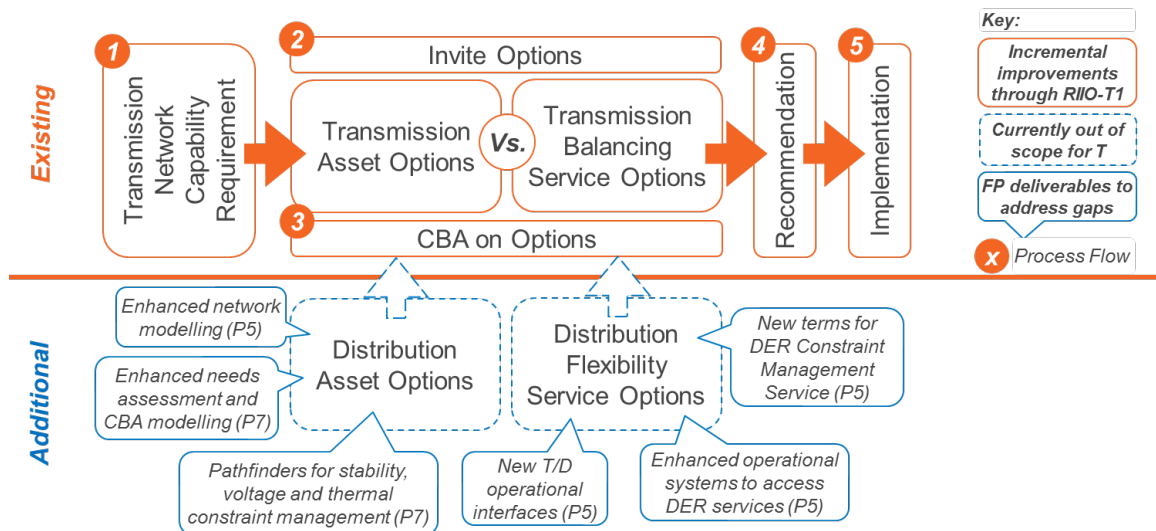 Existing
1
Transmission
Network
Capability
Requirement
2
Invite Options
Transmission
Asset Options
Vs.
Transmission
Balancing
Service Options
3
CBA on Options
4
Recommendation
5
Implementation
Key:
Incremental
improvements
through RIIO-T1
Currently out of
scope for T
FP deliverables to
address gaps
x
Process Flow
Additional
Enhanced network
modelling (P5)
Enhanced needs
assessment and
CBA modelling (P7)
Pathfinders for stability,
voltage and thermal
constraint management (P7)
Distribution
Asset Options
Distribution
Flexibility
Service Options
New T/D
operational
interfaces (P5)
Enhanced operational
systems to access
DER services (P5)
New terms for
DER Constraint
Management
Service (P5)